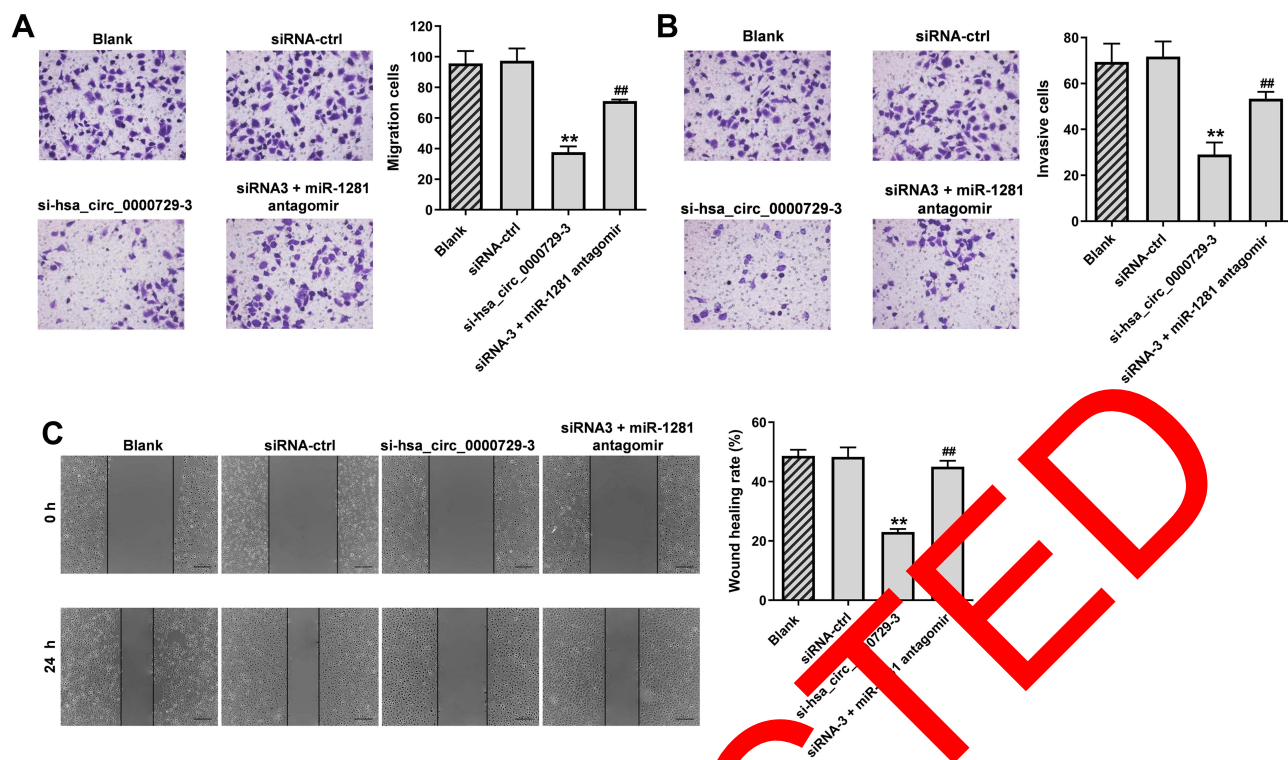 A
Blank
siRNA-ctrl
si-hsa_circ_0000729-3
siRNA3 + miR-1281
antagomir
Migration cells
120
100
80
60
40
20
0
**
##
Blank
siRNA-ctrl
si-hsa_circ_0000729-3
siRNA-3 + miR-1281 antagomir
B
Blank
siRNA-ctrl
si-hsa_circ_0000729-3
siRNA3 + miR-1281
antagomir
Invasive cells
80
60
40
20
0
**
##
Blank
siRNA-ctrl
si-hsa_circ_0000729-3
siRNA-3 + miR-1281 antagomir
C
Blank
siRNA-ctrl
si-hsa_circ_0000729-3
siRNA3 + miR-1281
antagomir
0 h
24 h
Wound healing rate (%)
60
40
20
0
**
##
Blank
siRNA-ctrl
si-hsa_circ_0000729-3
siRNA-3 + miR-1281 antagomir
CTED